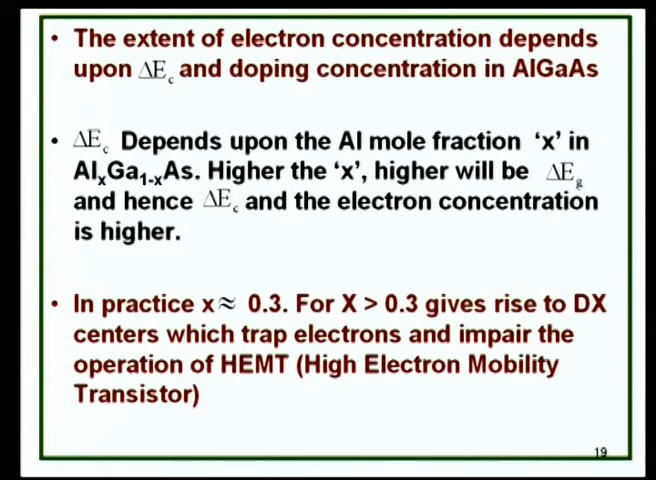 • The extent of electron concentration depends
upon ΔEc and doping concentration in AlGaAs
• ΔEc Depends upon the Al mole fraction ‘x’ in
AlxGa1-xAs. Higher the ‘x’, higher will be ΔEg
and hence ΔEc and the electron concentration
is higher.
• In practice x ≈ 0.3. For X > 0.3 gives rise to DX
centers which trap electrons and impair the
operation of HEMT (High Electron Mobility
Transistor)
19